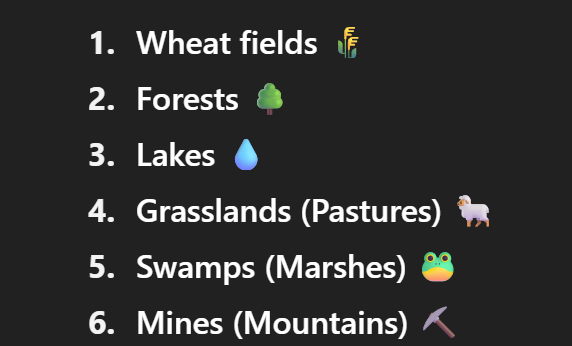 1. Wheat fields 🌾
2. Forests 🌳
3. Lakes 💧
4. Grasslands (Pastures) 🐑
5. Swamps (Marshes) 🐸
6. Mines (Mountains) ⛏️